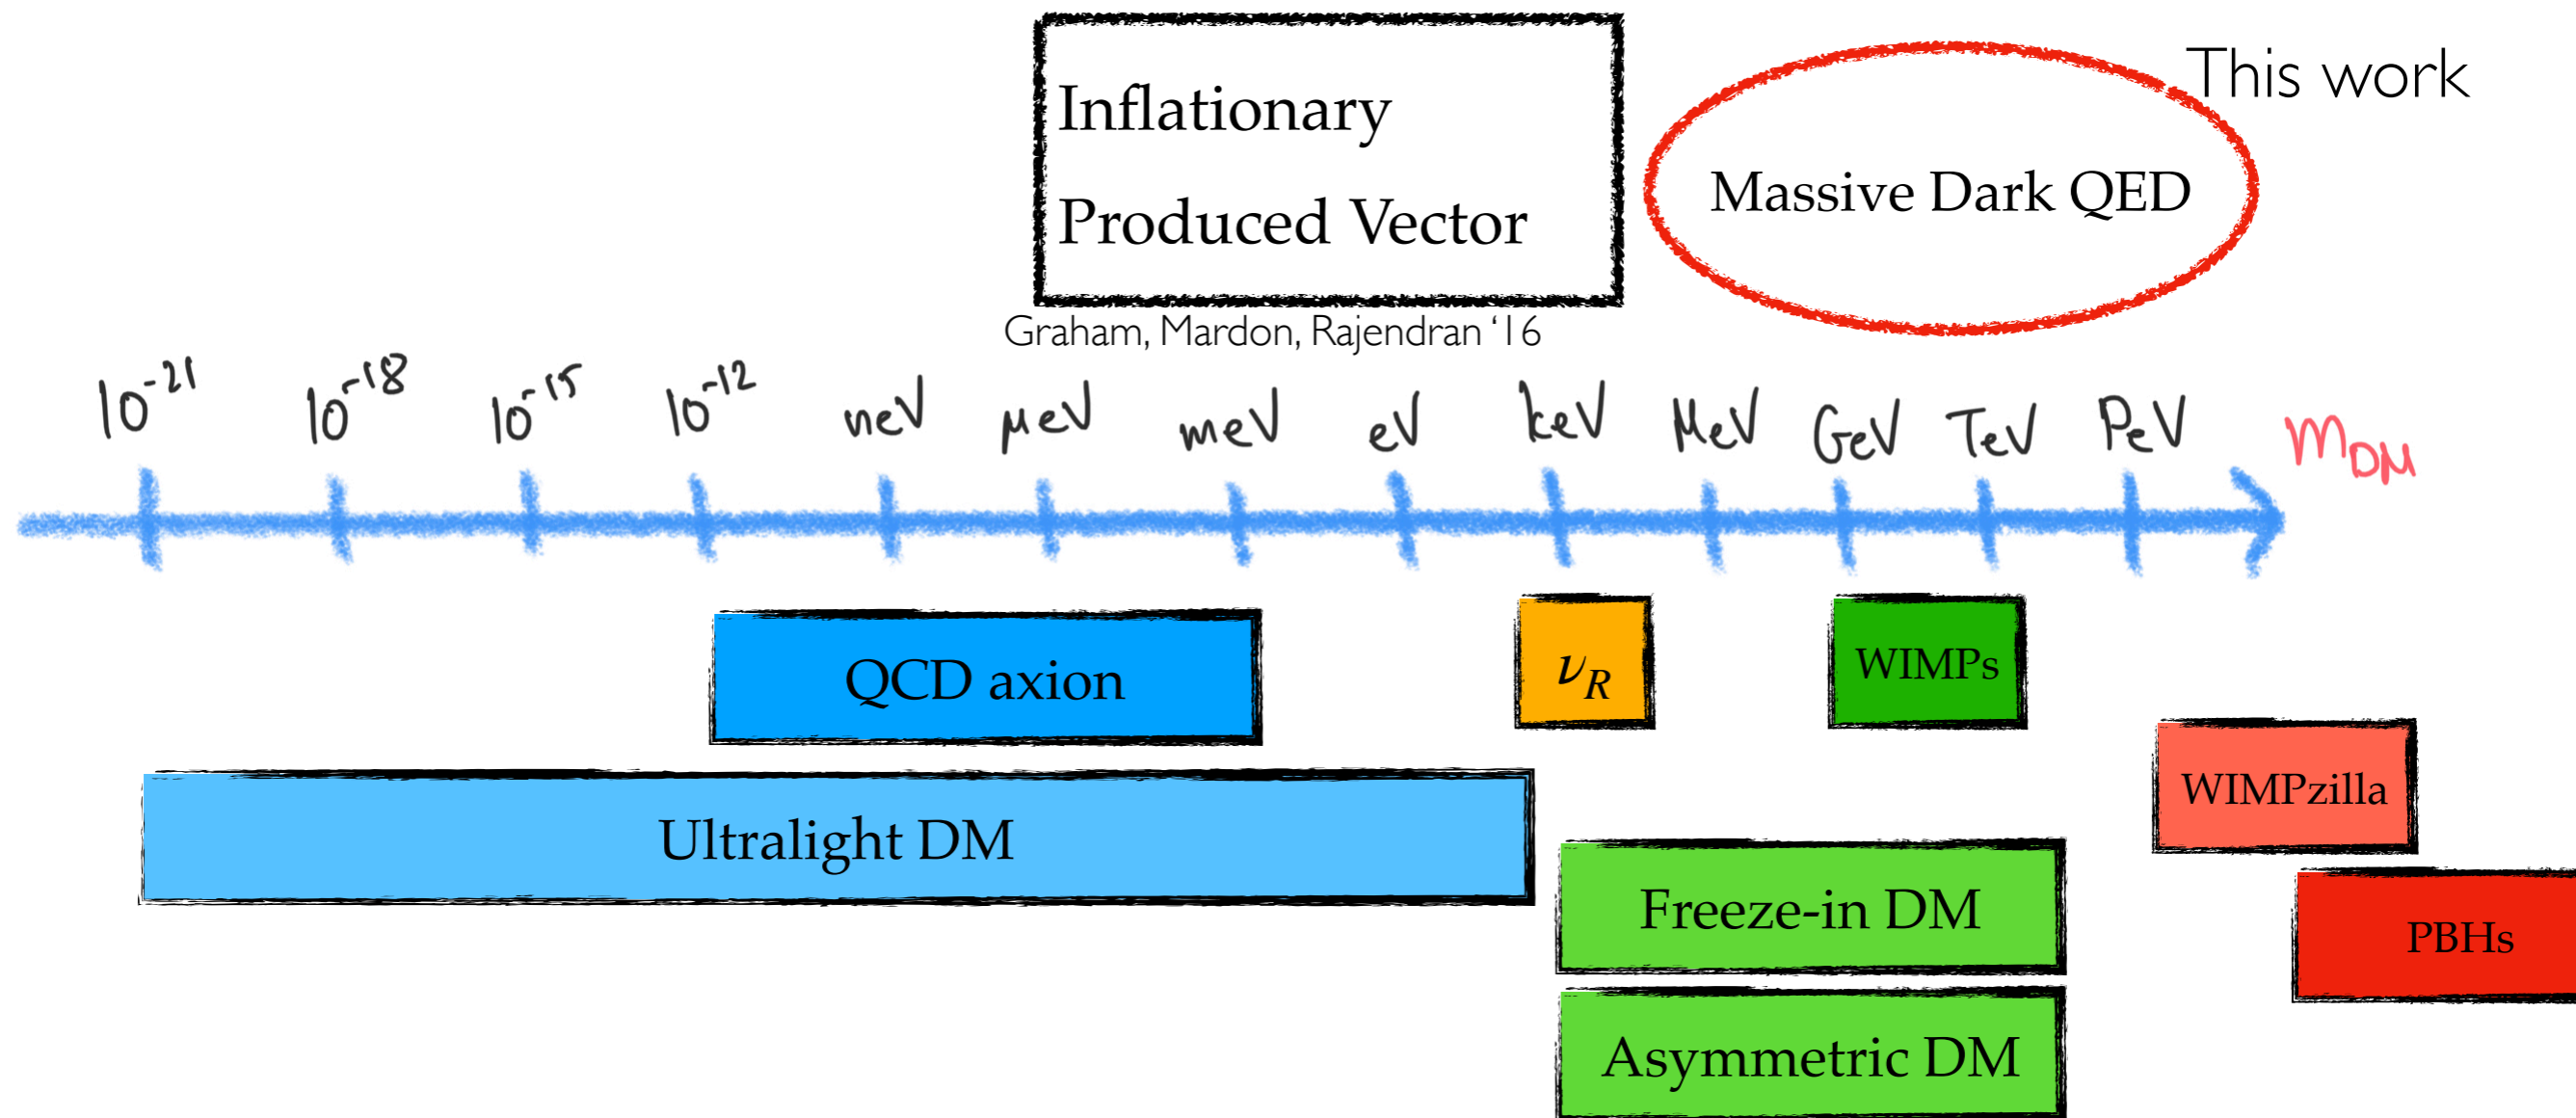 This work
Inflationary
Produced Vector
Massive Dark QED
Graham, Mardon, Rajendran ‘16
10⁻²¹ 10⁻¹⁸ 10⁻¹⁵ 10⁻¹² neV μeV meV eV keV MeV GeV TeV PeV m_DM
QCD axion
ν_R
WIMPs
WIMPzilla
Ultralight DM
Freeze-in DM
PBHs
Asymmetric DM